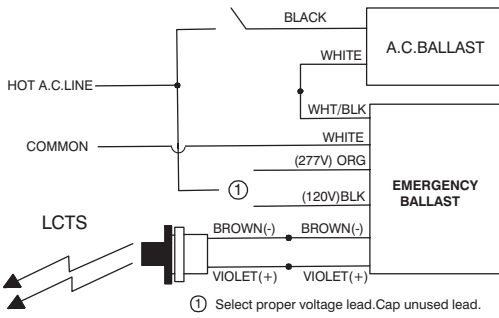 BLACK
A.C.BALLAST
WHITE
HOT A.C.LINE
WHT/BLK
WHITE
COMMON
(277V) ORG
1
(120V)BLK
EMERGENCY
BALLAST
LCTS
BROWN(-) BROWN(-)
VIOLET(+) VIOLET(+)
1 Select proper voltage lead.Cap unused lead.